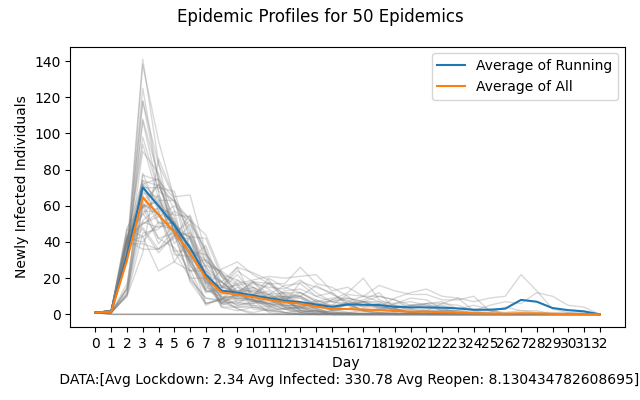 Epidemic Profiles for 50 Epidemics
Average of Running
Average of All
140
120
100
80
60
40
20
0
Newly Infected Individuals
0 1 2 3 4 5 6 7 8 9 10 11 12 13 14 15 16 17 18 19 20 21 22 23 24 25 26 27 28 29 30 31 32
Day
DATA:[Avg Lockdown: 2.34 Avg Infected: 330.78 Avg Reopen: 8.130434782608695]